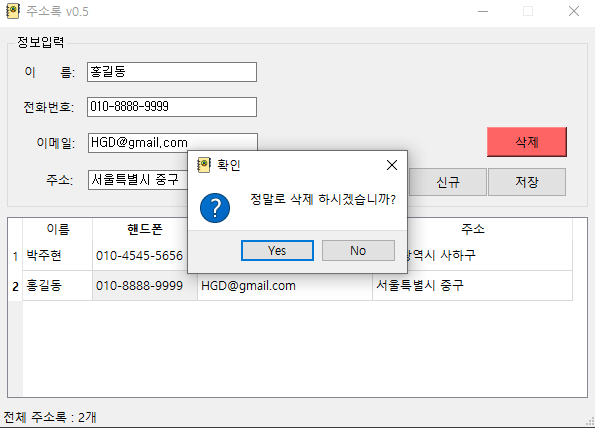 주소록 v0.5
정보입력
이 름: 홍길동
전화번호: 010-8888-9999
이메일: HGD@gmail.com
삭제
주소: 서울특별시 중구
신규 저장
확인
정말로 삭제 하시겠습니까?
Yes No
이름 핸드폰 주소
1 박주현 010-4545-5656 광역시 사하구
2 홍길동 010-8888-9999 HGD@gmail.com 서울특별시 중구
전체 주소록 : 2개